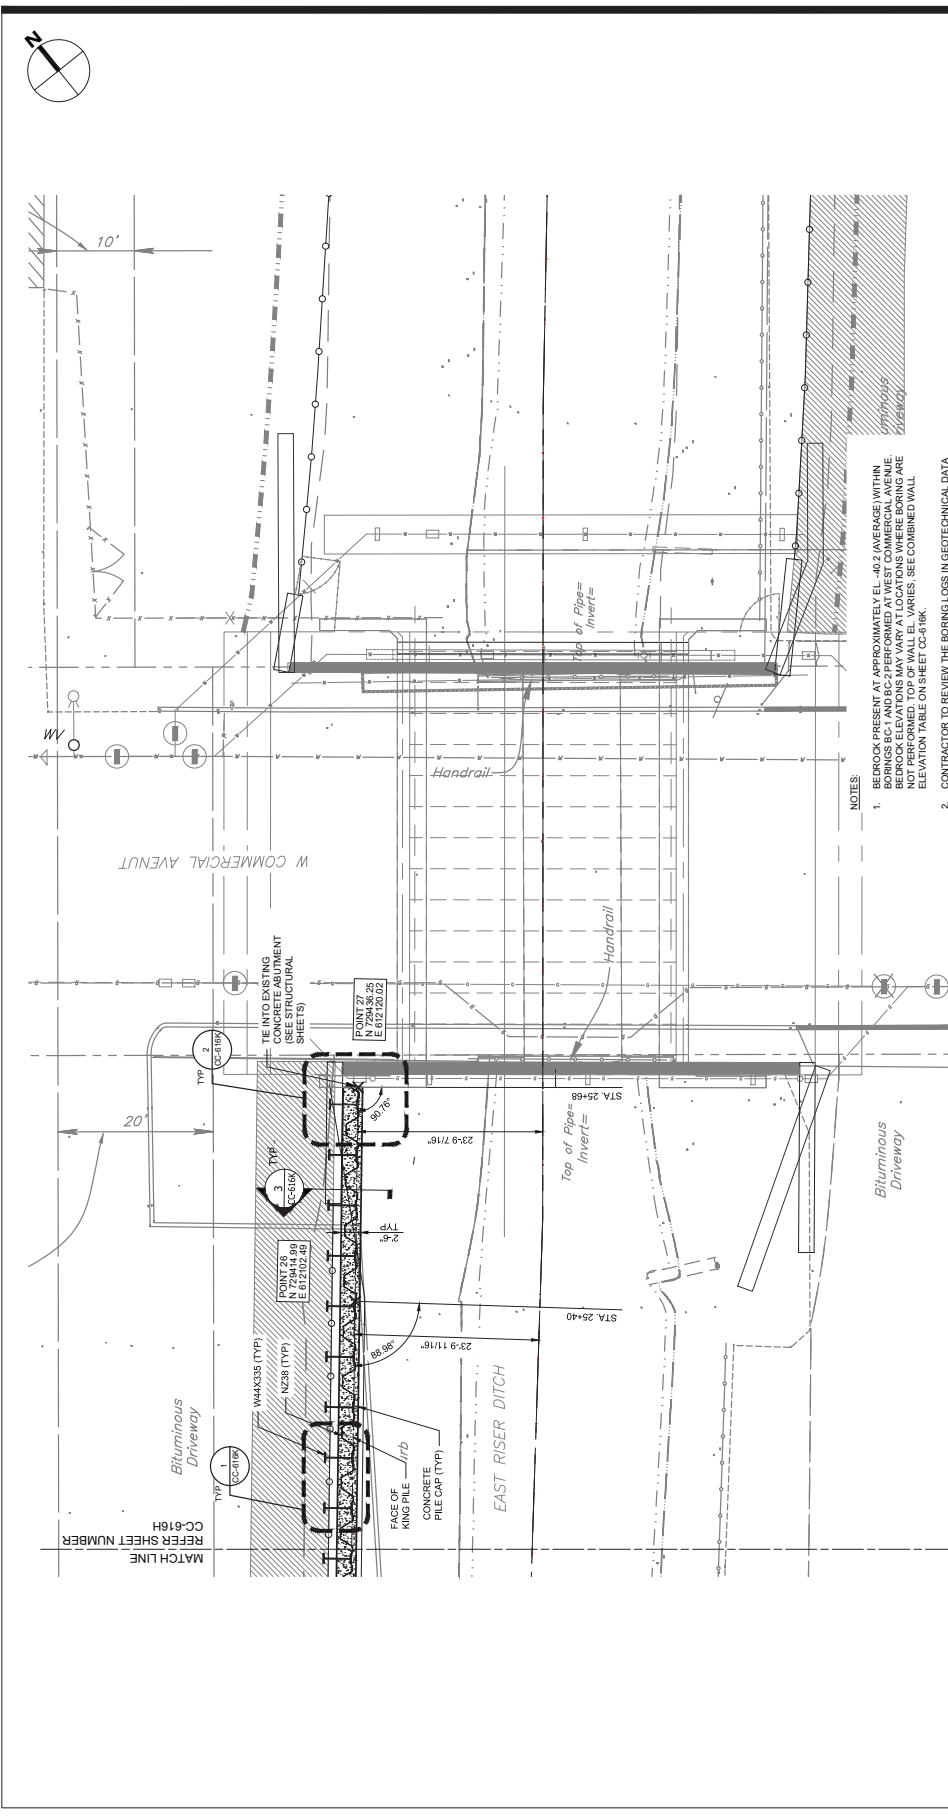 N
10'
WV
W COMMERCIAL AVENUT
Handrail
Handrail
Top of Pipe=
Invert=
Top of Pipe=
Invert=
uminous
riveway
NOTES:
1. BEDROCK PRESENT AT APPROXIMATELY EL. -40.2 (AVERAGE) WITHIN
BORINGS BC-1 AND BC-2 PERFORMED AT WEST COMMERCIAL AVENUE.
BEDROCK ELEVATIONS MAY VARY AT LOCATIONS WHERE BORING ARE
NOT PERFORMED. TOP OF WALL EL. VARIES, SEE COMBINED WALL
ELEVATION TABLE ON SHEET CC-616K.
2. CONTRACTOR TO REVIEW THE BORING LOGS IN GEOTECHNICAL DATA
TIE INTO EXISTING
CONCRETE ABUTMENT
(SEE STRUCTURAL
SHEETS)
POINT 27
N 729436.25
E 612120.02
TYP
2
CC-616K
20'
90.76°
23'-9 7/16"
STA. 25+68
TYP
3
CC-616K
2'-6"
TYP
POINT 26
N 729414.99
E 612102.49
88.98°
23'-9 11/16"
STA. 25+40
W44X335 (TYP)
NZ38 (TYP)
Bituminous
Driveway
Bituminous
Driveway
TYP
1
CC-616K
FACE OF
KING PILE
urb
CONCRETE
PILE CAP (TYP)
EAST RISER DITCH
MATCH LINE
REFER SHEET NUMBER
CC-616H